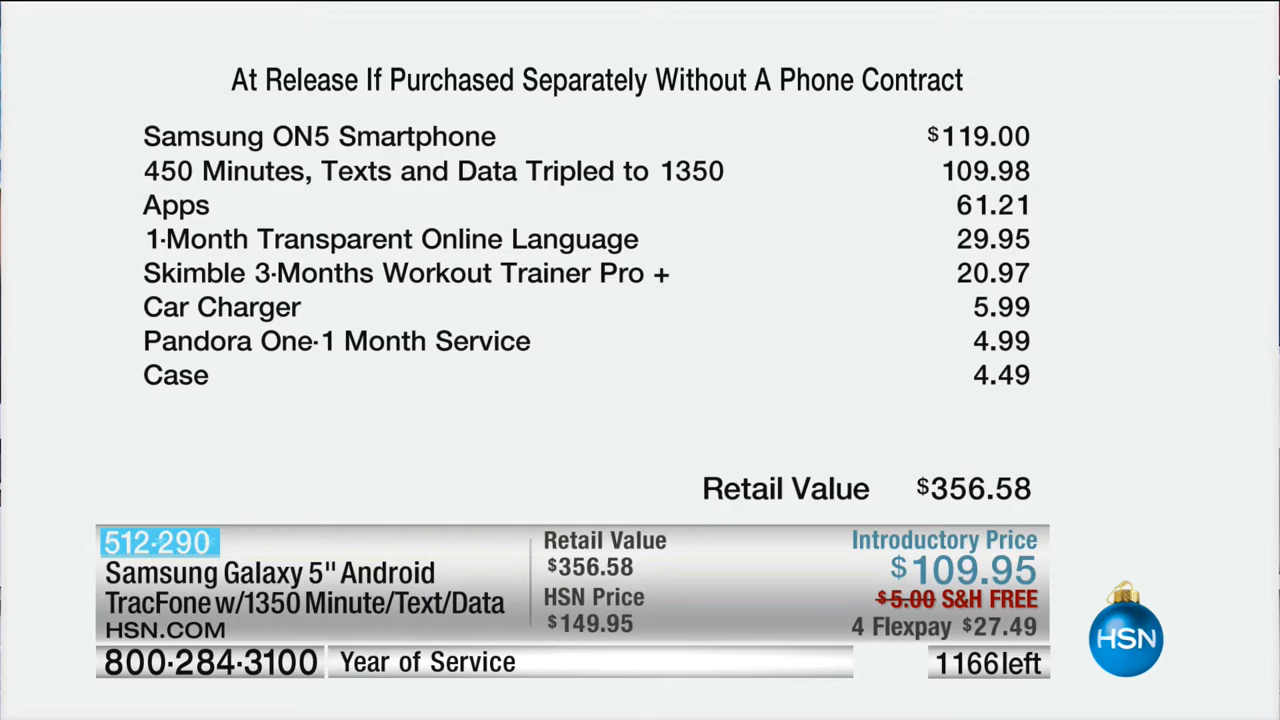 At Release If Purchased Separately Without A Phone Contract
Samsung ON5 Smartphone $119.00
450 Minutes, Texts and Data Tripled to 1350 109.98
Apps 61.21
1·Month Transparent Online Language 29.95
Skimble 3·Months Workout Trainer Pro + 20.97
Car Charger 5.99
Pandora One·1 Month Service 4.99
Case 4.49
Retail Value $356.58
512·290
Samsung Galaxy 5" Android
TracFone w/1350 Minute/Text/Data
HSN.COM
Retail Value
$356.58
HSN Price
$149.95
Introductory Price
$109.95
$5.00 S&H FREE
4 Flexpay $27.49
800·284·3100 Year of Service 1166left
HSN